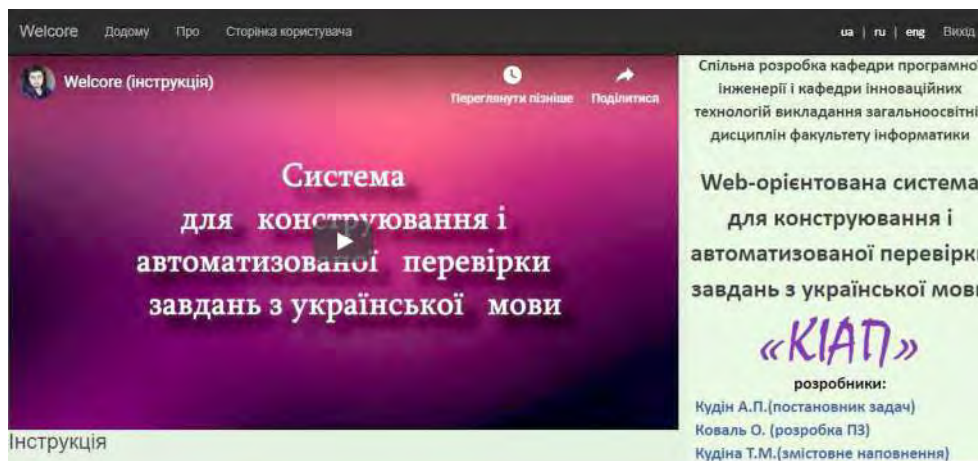 Welcore Додому Про Сторінка користувача ua | ru | eng Вихід
Welcore (інструкція)
Переглянути пізніше Поділитися
Система
для конструювання і
автоматизованої перевірки
завдань з української мови
Інструкція
Спільна розробка кафедри програмної
інженерії і кафедри інноваційних
технологій викладання загальноосвітні
дисциплін факультету інформатики
Web-орієнтована система
для конструювання і
автоматизованої перевірки
завдань з української мови
«КІАП»
розробники:
Кудін А.П.(постановник задач)
Коваль О. (розробка ПЗ)
Кудіна Т.М.(змістовне наповнення)